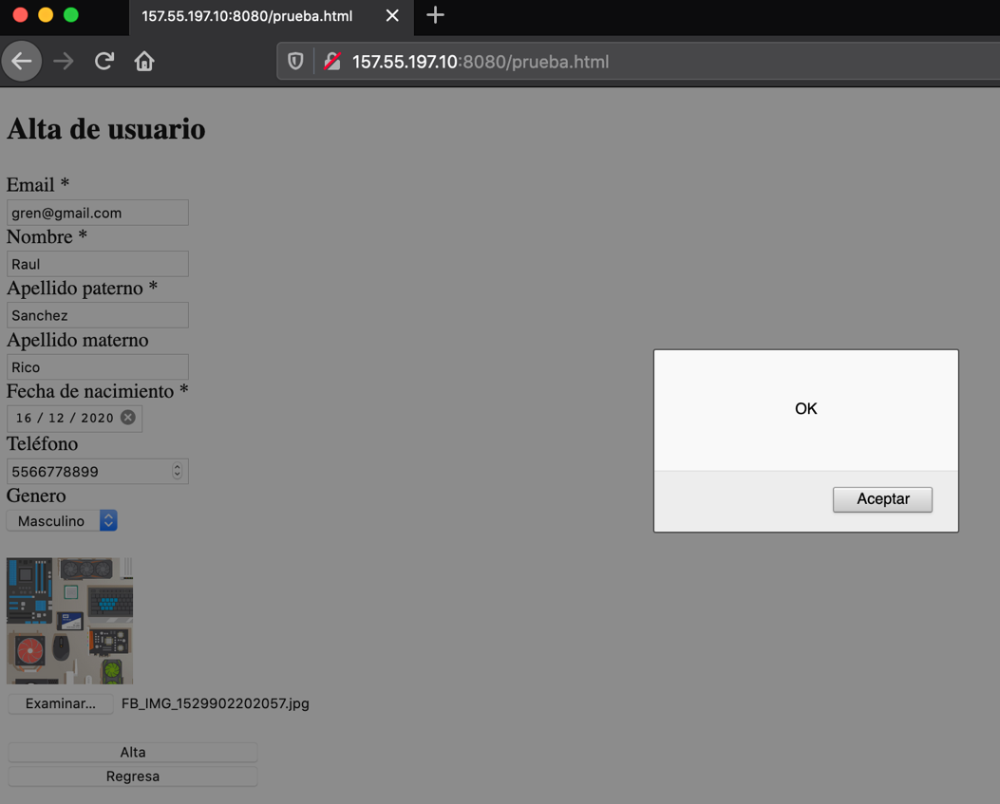 157.55.197.10:8080/prueba.html
157.55.197.10:8080/prueba.html
Alta de usuario
Email *
gren@gmail.com
Nombre *
Raul
Apellido paterno *
Sanchez
Apellido materno
Rico
Fecha de nacimiento *
16 / 12 / 2020
Teléfono
5566778899
Genero
Masculino
Examinar... FB_IMG_1529902202057.jpg
Alta
Regresa
OK
Aceptar